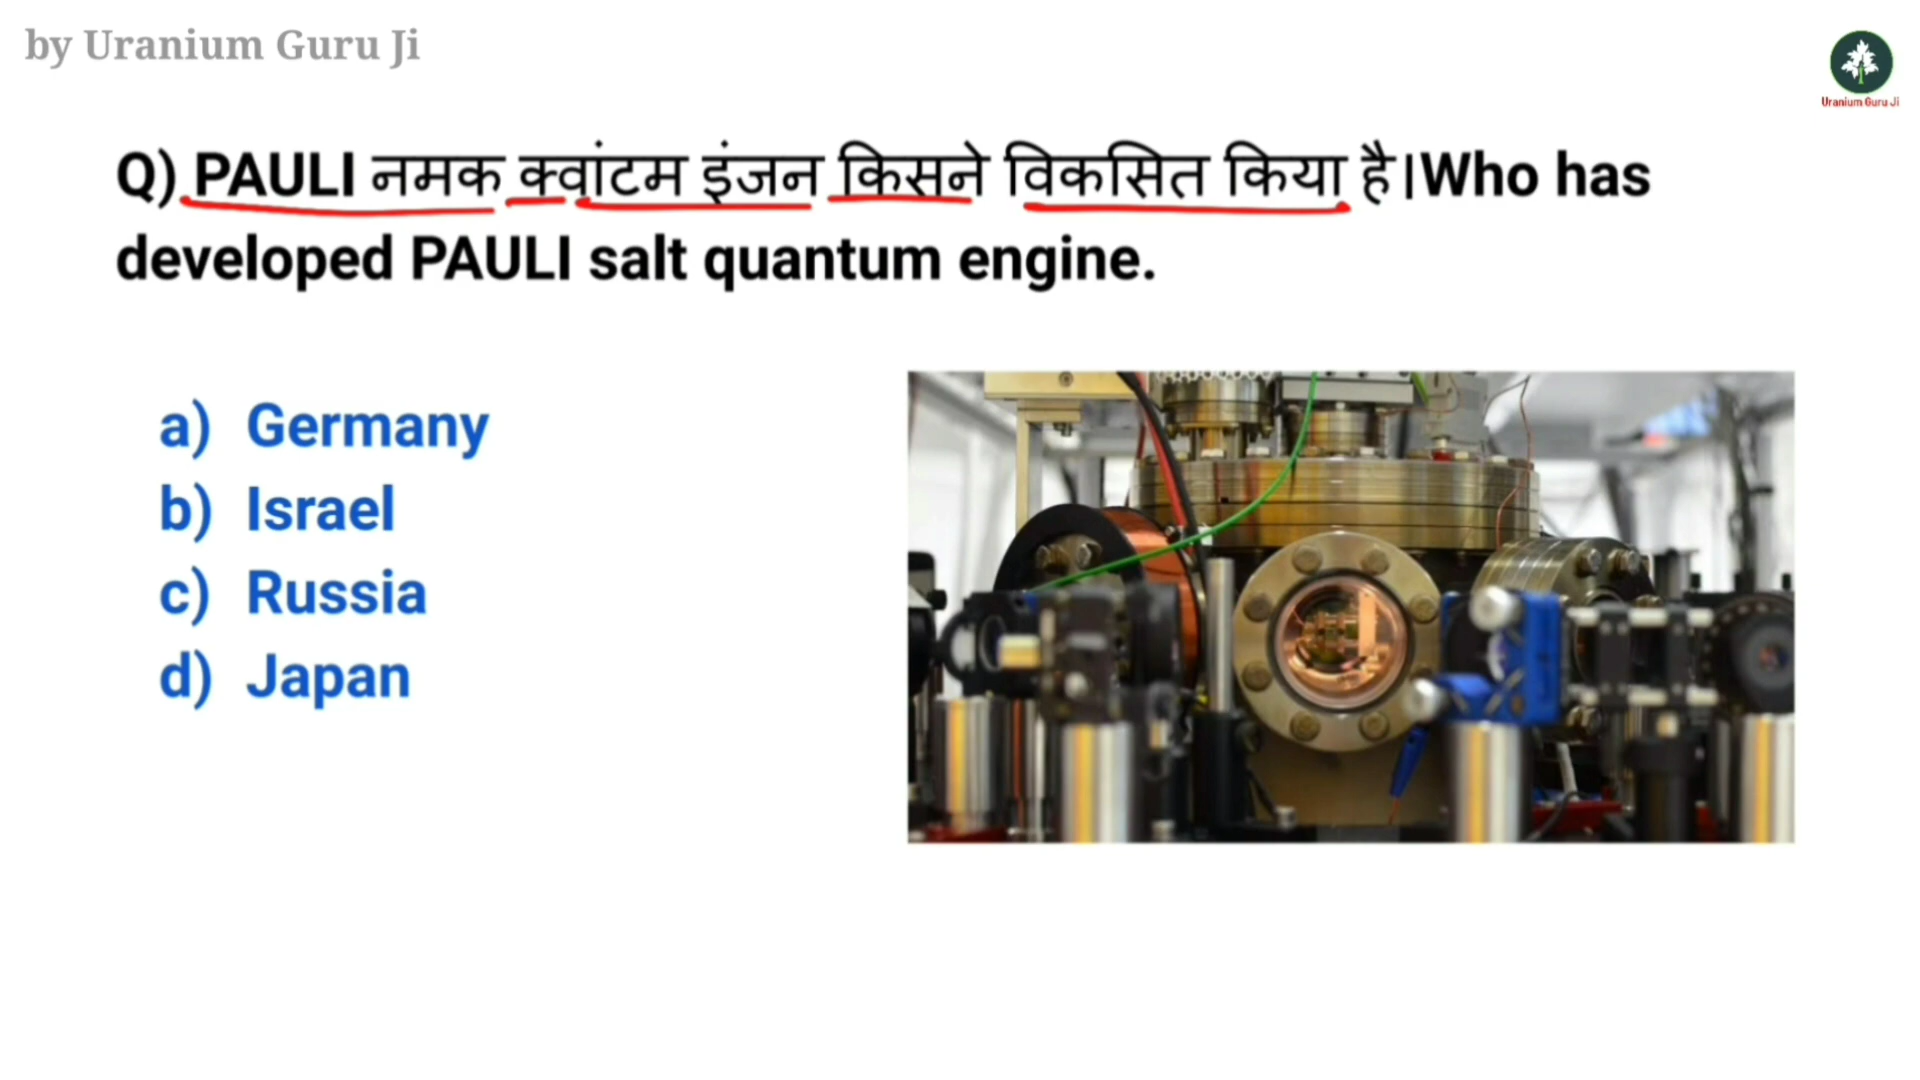 by Uranium Guru Ji
Uranium Guru Ji
Q) PAULI नमक क्वांटम इंजन किसने विकसित किया है।Who has
developed PAULI salt quantum engine.
a) Germany
b) Israel
c) Russia
d) Japan